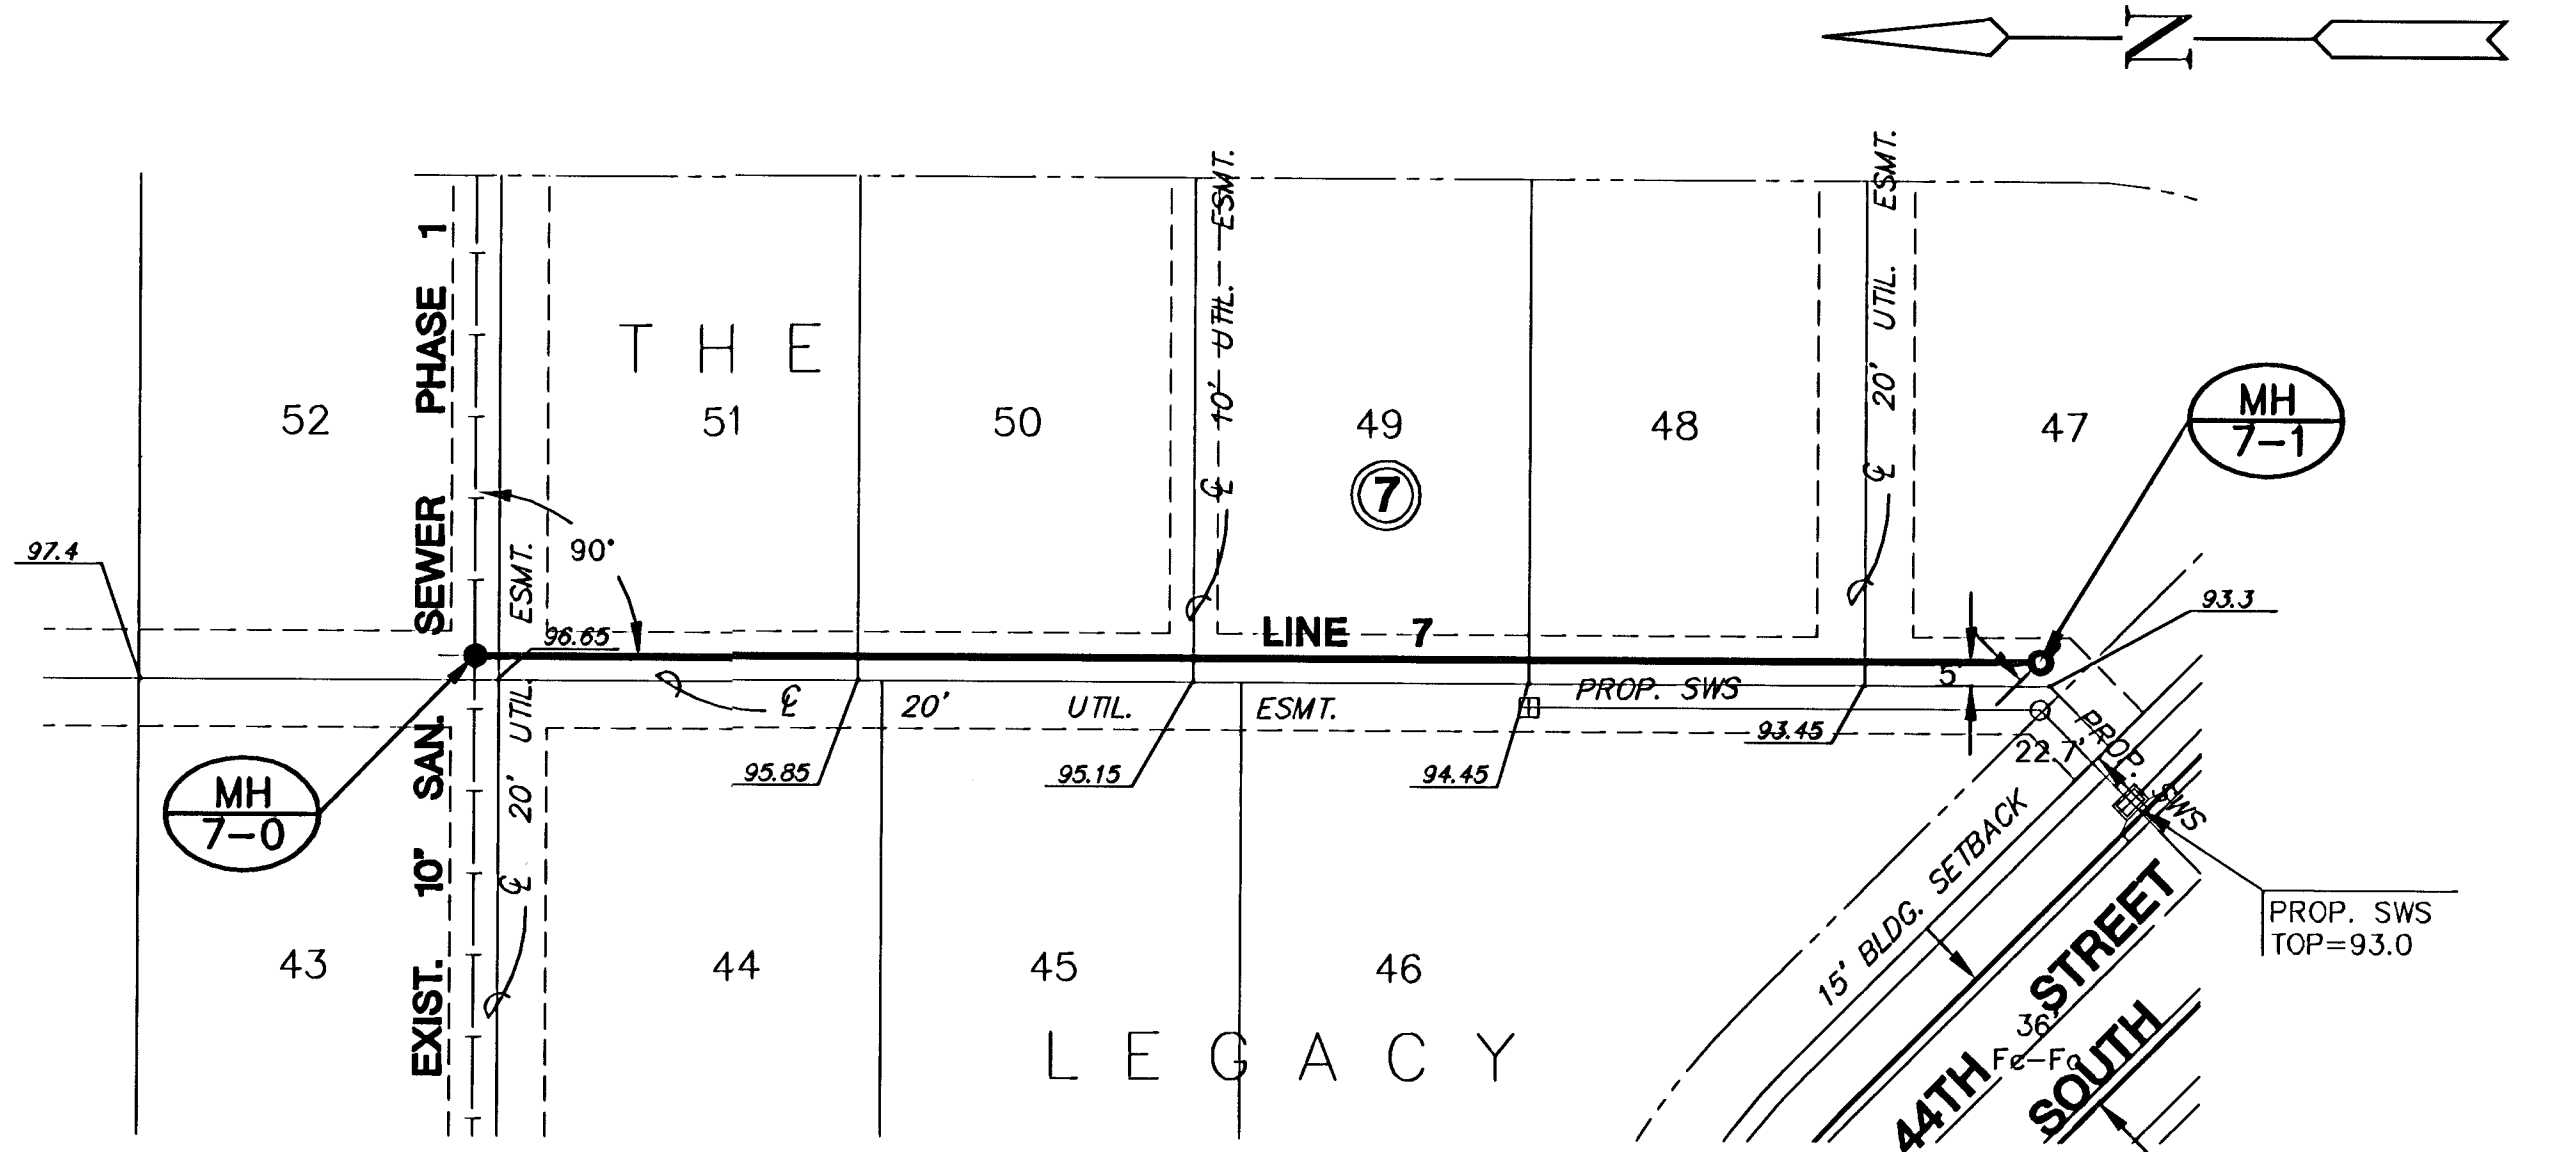 N
THE
52
51
50
49
48
47
7
MH
7-1
EXIST. 10" SAN. SEWER PHASE 1
℄ 20' UTIL. ESMT.
℄ 10' UTIL. ESMT.
℄ 20' UTIL. ESMT.
90°
97.4
96.65
LINE 7
93.3
5'
℄ 20' UTIL. ESMT.
PROP. SWS
95.85
95.15
94.45
93.45
22.7'
PROP. SWS
MH
7-0
15' BLDG. SETBACK
PROP. SWS
TOP=93.0
43
44
45
46
LEGACY
44TH STREET
SOUTH
36'
Fc-Fc